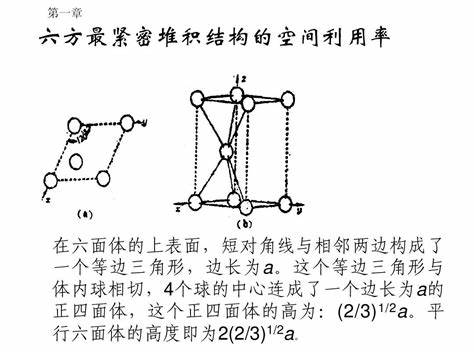 第一章
六方最紧密堆积结构的空间利用率
z
y
x
(a)
x
y
(b)
在六面体的上表面，短对角线与相邻两边构成了
一个等边三角形，边长为a。这个等边三角形与
体内球相切，4个球的中心连成了一个边长为a的
正四面体，这个正四面体的高为：(2/3)1/2a。平
行六面体的高度即为2(2/3)1/2a。